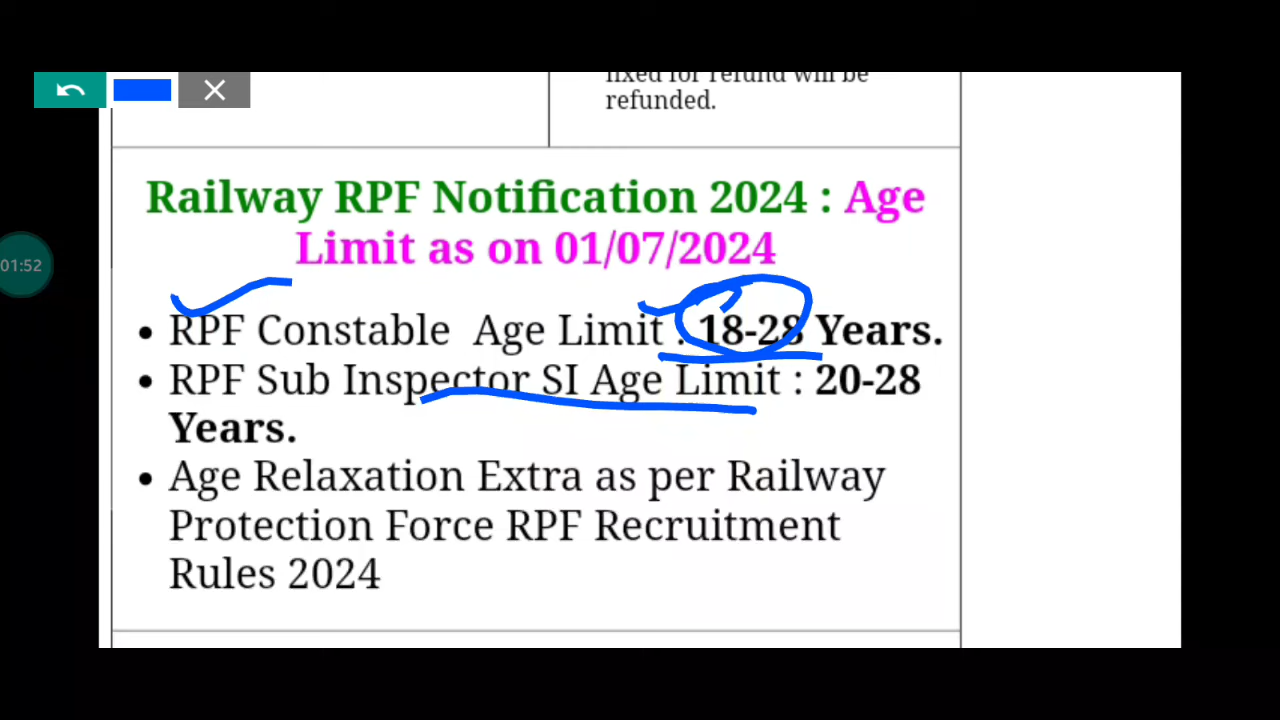 fixed for refund will be
refunded.
Railway RPF Notification 2024 : Age
Limit as on 01/07/2024
• RPF Constable Age Limit : 18-28 Years.
• RPF Sub Inspector SI Age Limit : 20-28
Years.
• Age Relaxation Extra as per Railway
Protection Force RPF Recruitment
Rules 2024
01:52